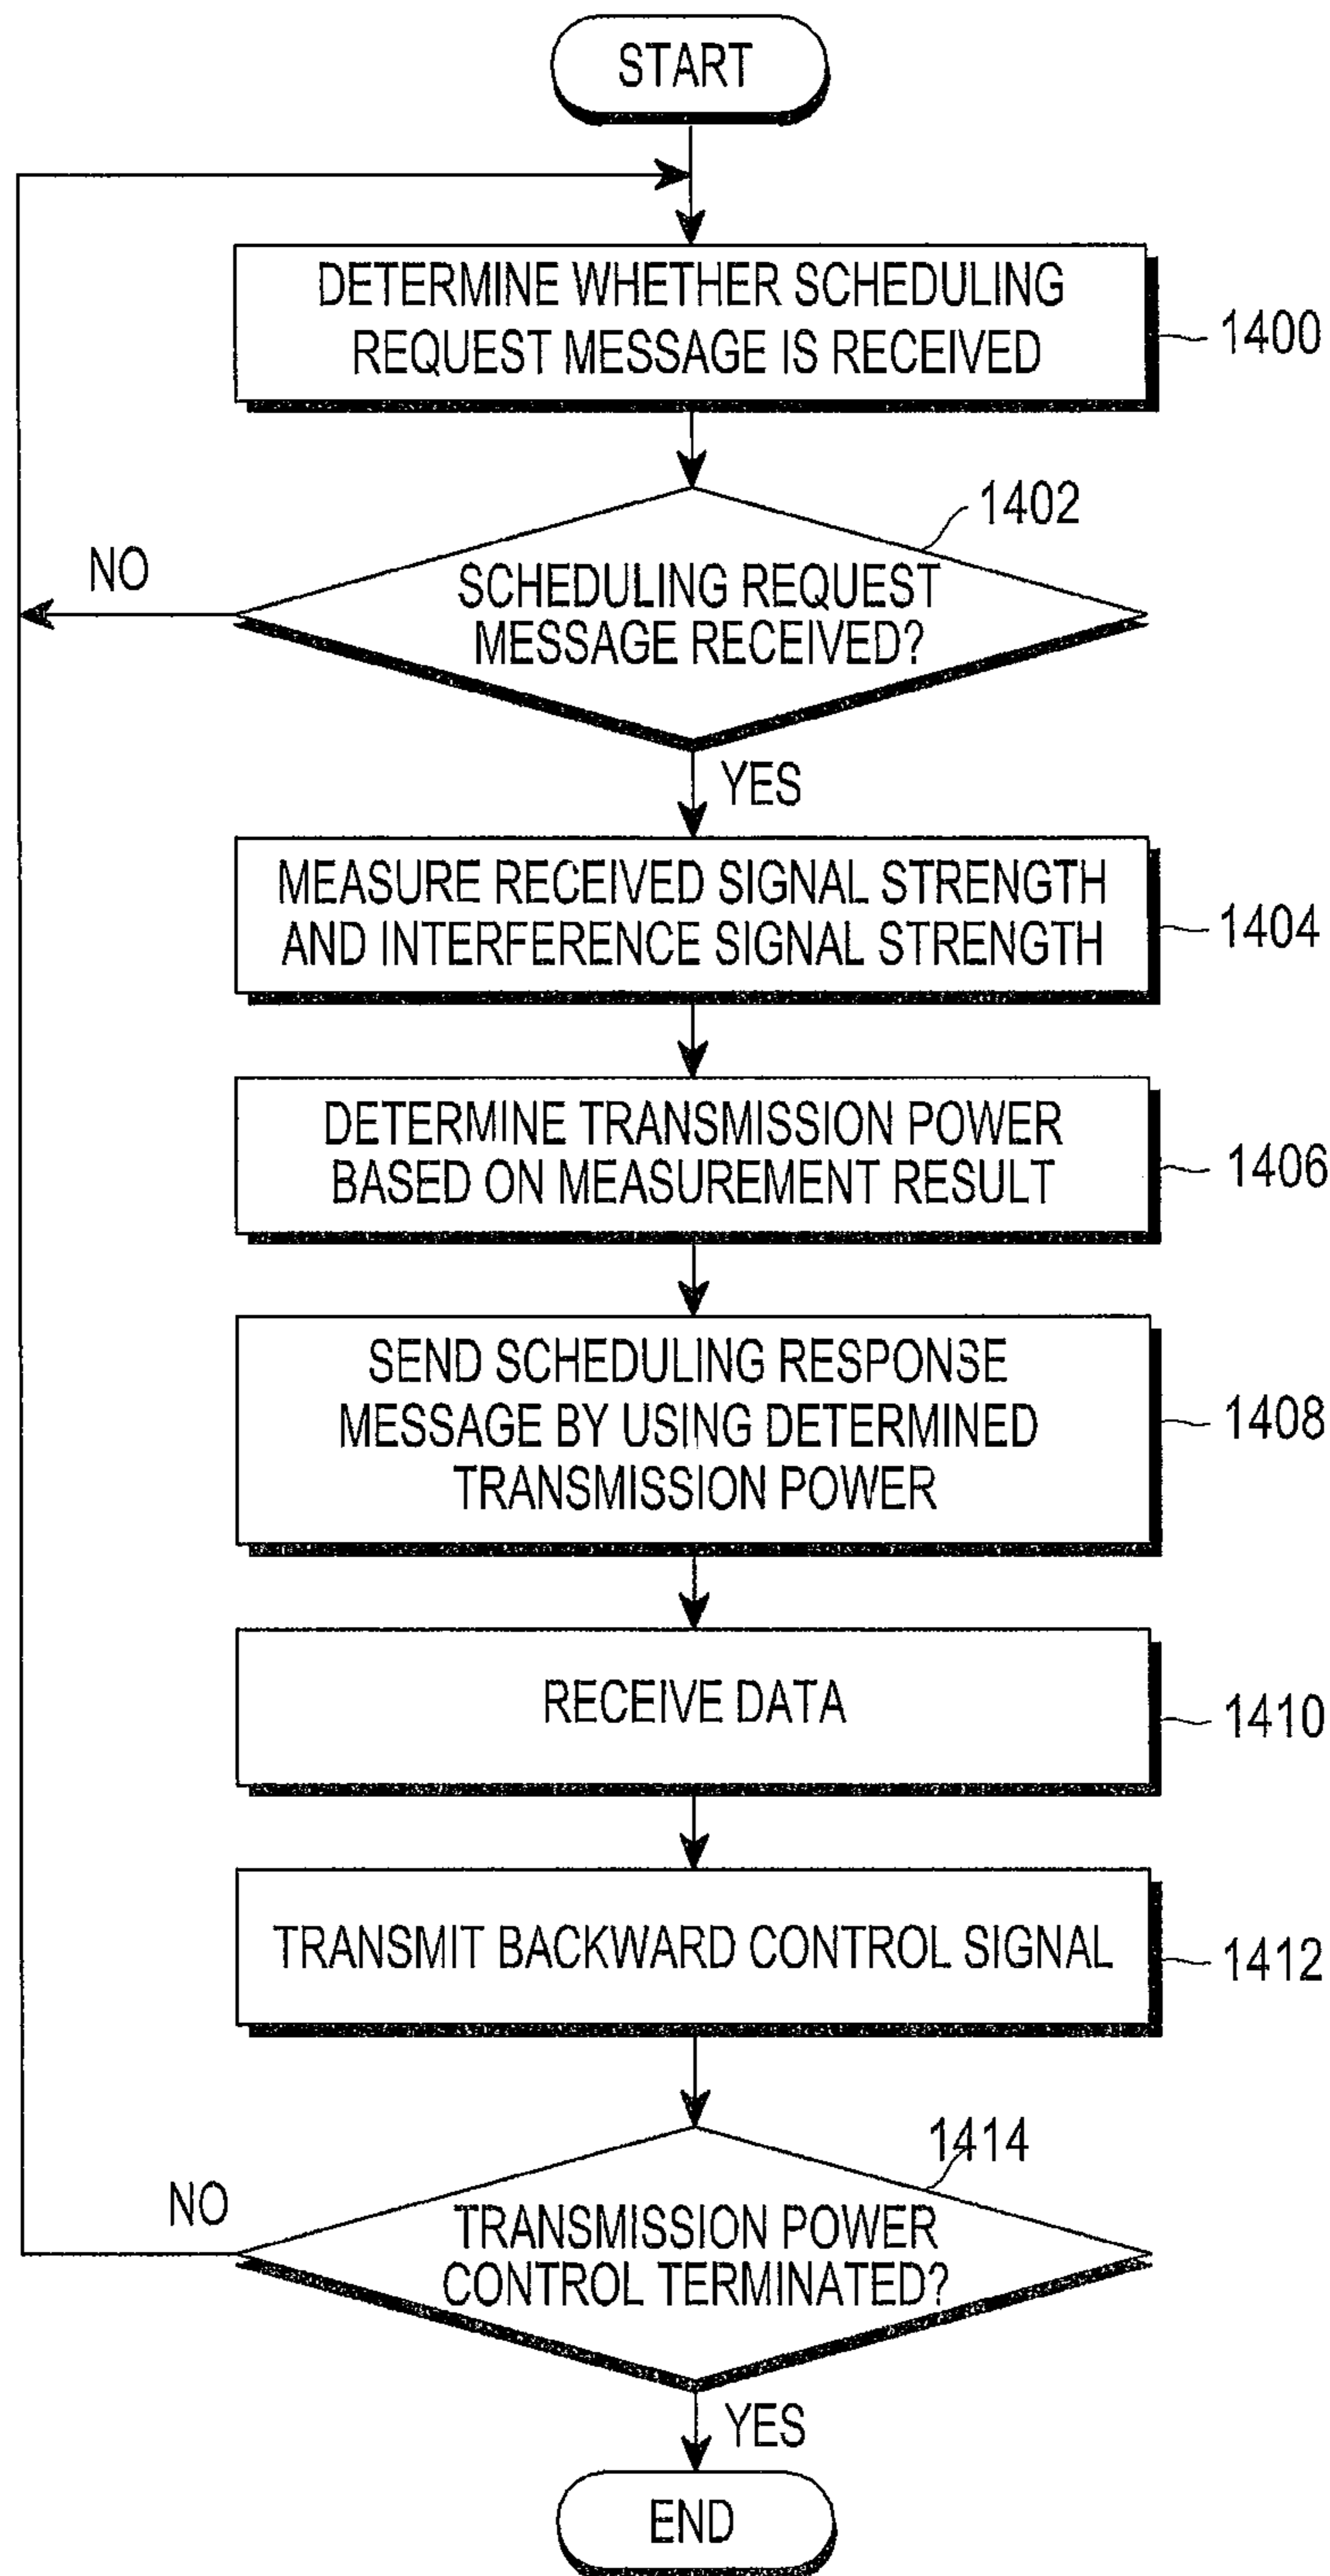 START
DETERMINE WHETHER SCHEDULING
REQUEST MESSAGE IS RECEIVED
1400
1402
NO
SCHEDULING REQUEST
MESSAGE RECEIVED?
YES
MEASURE RECEIVED SIGNAL STRENGTH
AND INTERFERENCE SIGNAL STRENGTH
1404
DETERMINE TRANSMISSION POWER
BASED ON MEASUREMENT RESULT
1406
SEND SCHEDULING RESPONSE
MESSAGE BY USING DETERMINED
TRANSMISSION POWER
1408
RECEIVE DATA
1410
TRANSMIT BACKWARD CONTROL SIGNAL
1412
1414
NO
TRANSMISSION POWER
CONTROL TERMINATED?
YES
END